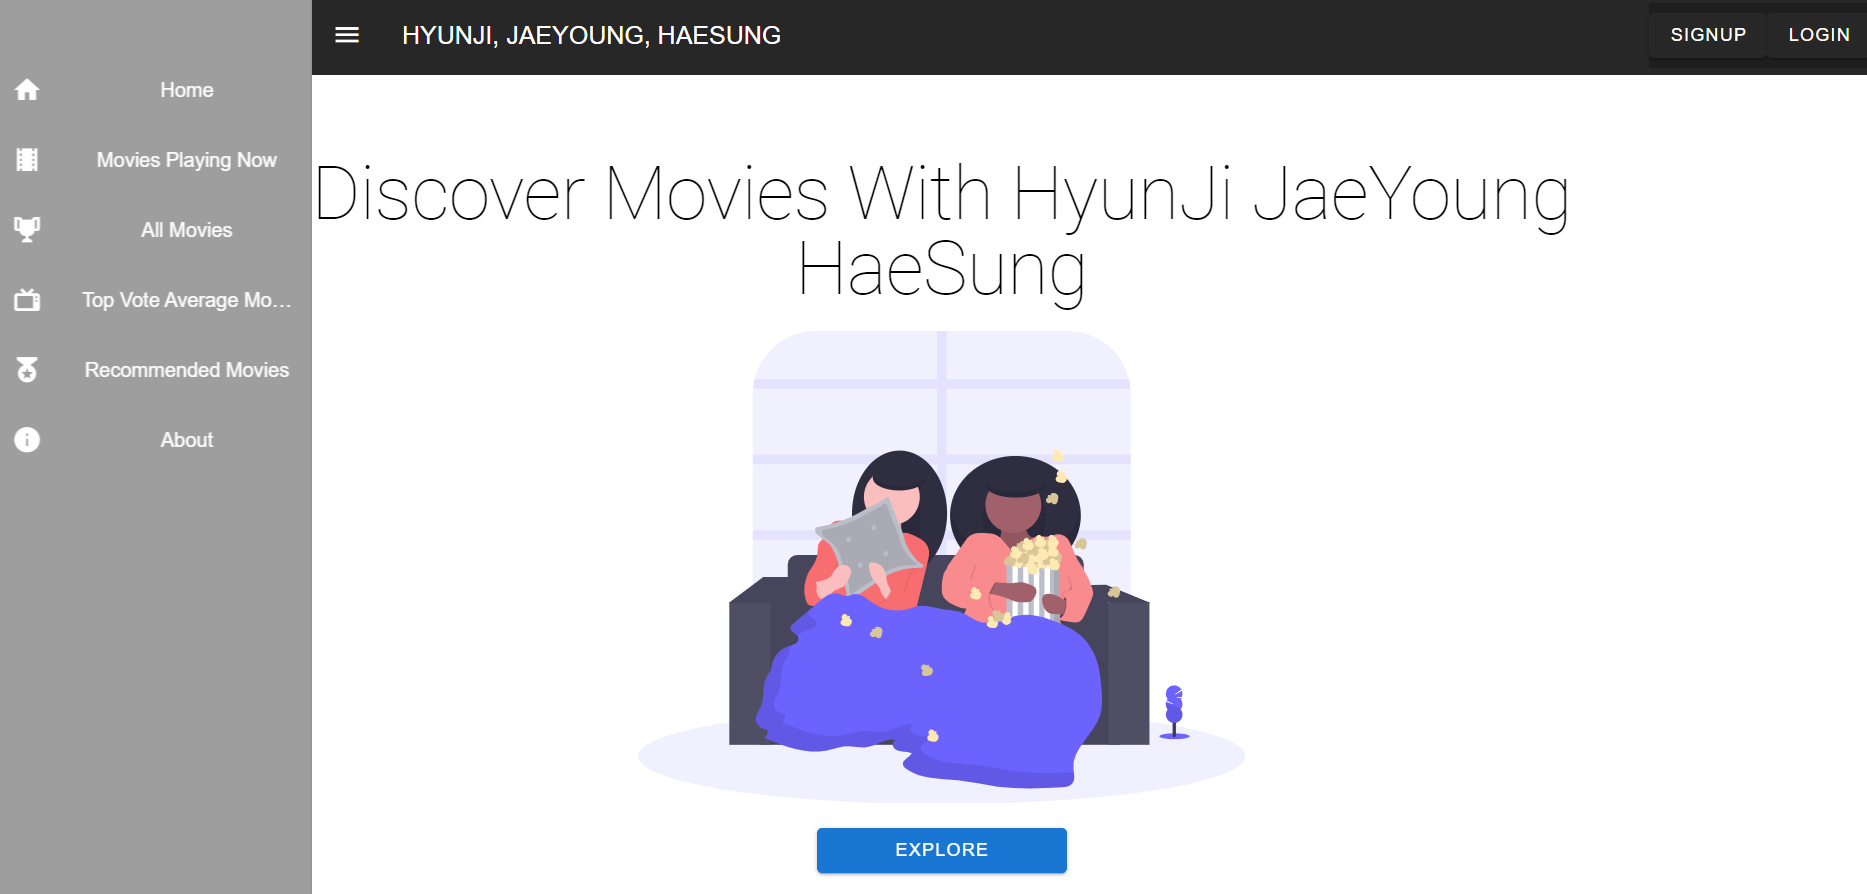 HYUNJI, JAEYOUNG, HAESUNG
SIGNUP
LOGIN
Home
Movies Playing Now
All Movies
Top Vote Average Mo...
Recommended Movies
About
Discover Movies With HyunJi JaeYoung
HaeSung
EXPLORE